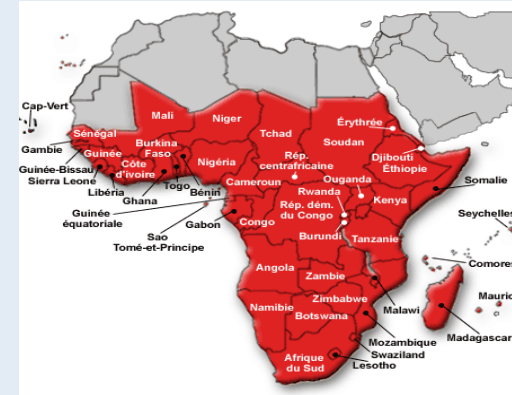 Cap-Vert
Mali
Niger
Tchad
Érythrée
Soudan
Sénégal
Gambie
Guinée
Burkina
Faso
Côte
d'ivoire
Nigéria
Rép.
centrafricaine
Djibouti
Éthiopie
Guinée-Bissau
Sierra Leone
Libéria
Ghana
Togo
Bénin
Cameroun
Ouganda
Rwanda
Kenya
Somalie
Guinée
équatoriale
Sao
Tomé-et-Principe
Gabon
Congo
Rép. dém.
du Congo
Burundi
Tanzanie
Seychelles
Comores
Angola
Zambie
Malawi
Mauric
Namibie
Zimbabwe
Botswana
Mozambique
Madagascar
Swaziland
Afrique
du Sud
Lesotho